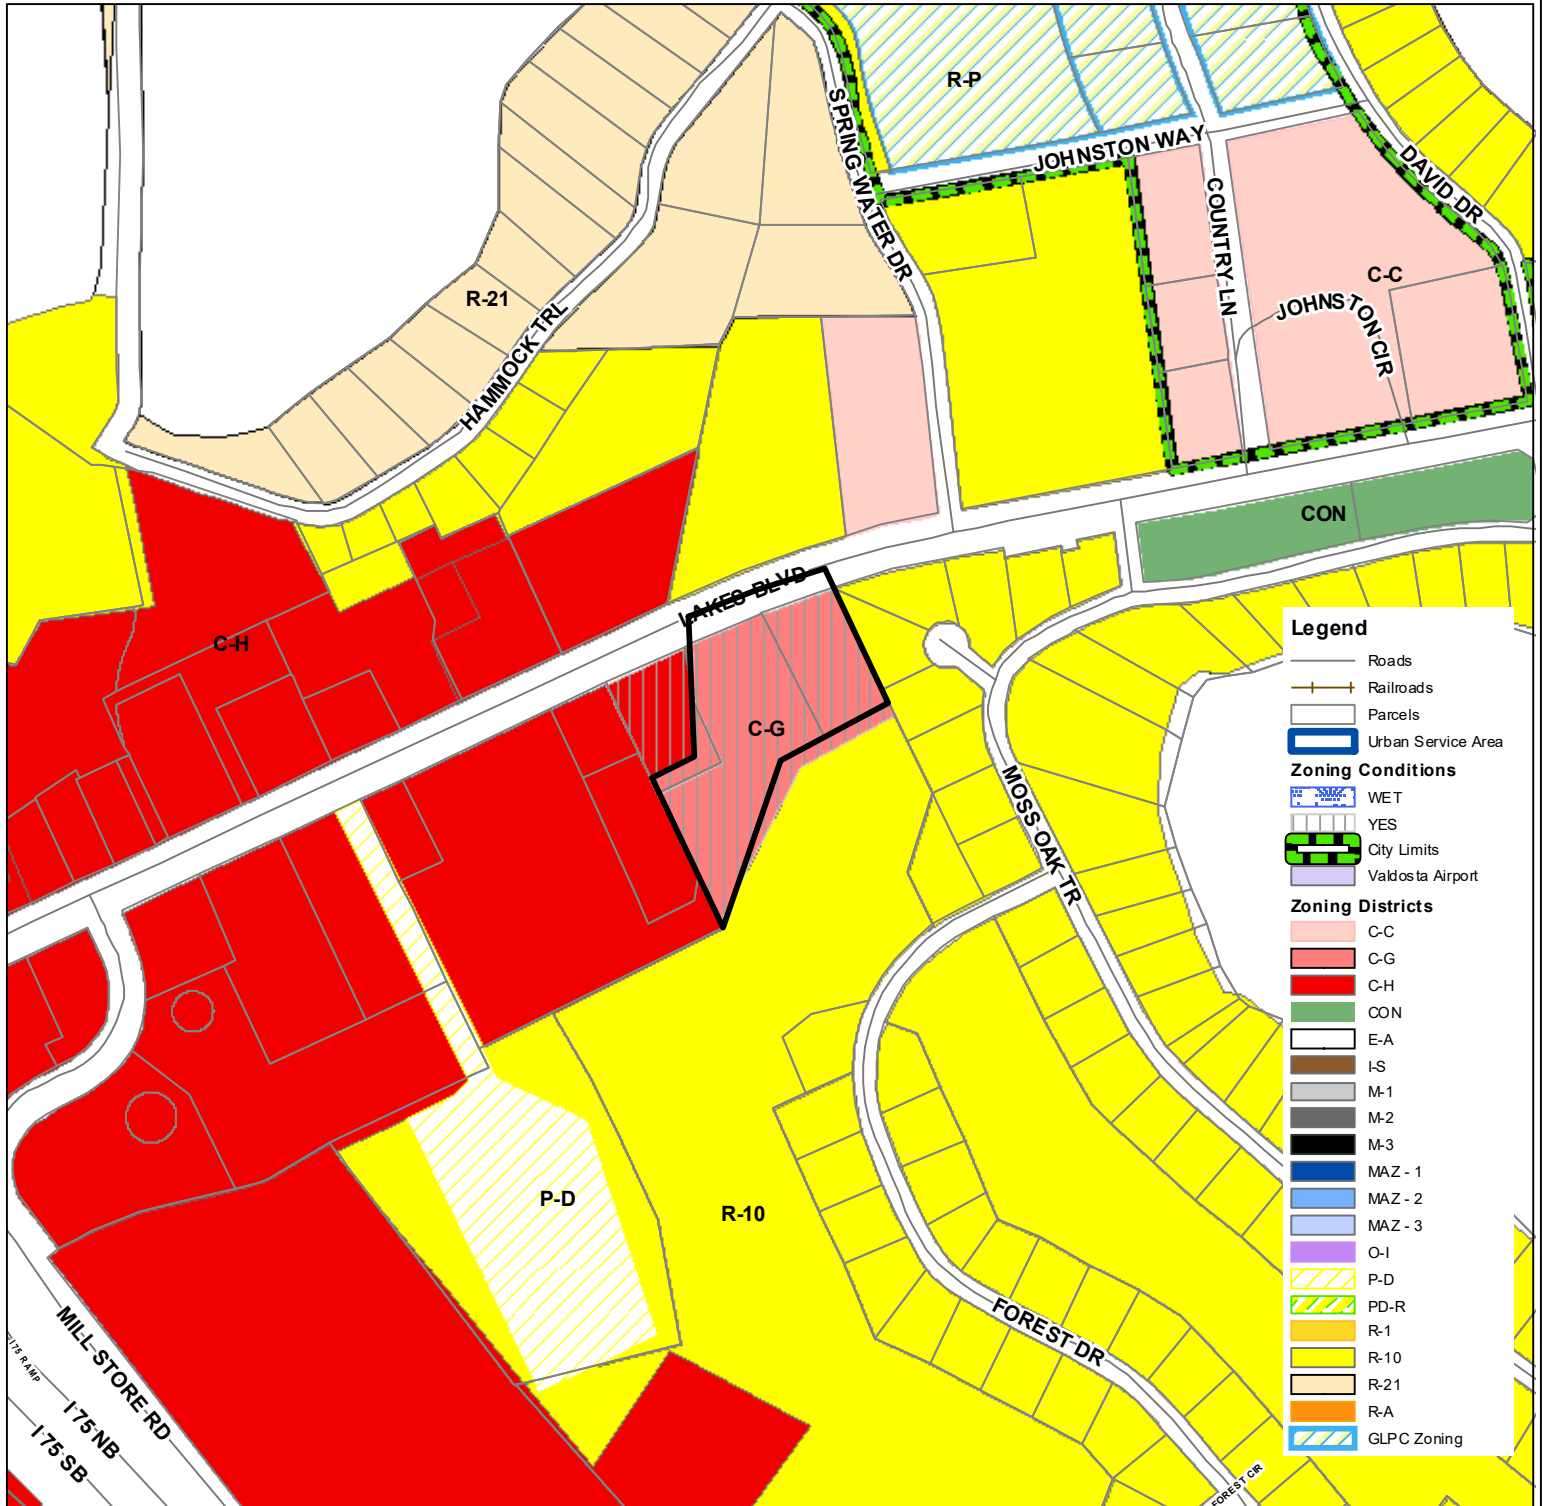 R-P
SPRING WATER DR
JOHNSTON WAY
DAVID DR
COUNTRY LN
C-C
JOHNSTON CIR
R-21
HAMMOCK TRL
CON
LAKES BLVD
C-H
C-G
MOSS OAK TR
P-D
R-10
FOREST DR
MILL STORE RD
I 75 RAMP
I 75 NB
I 75 SB
FOREST CIR
Legend
Roads
Railroads
Parcels
Urban Service Area
Zoning Conditions
WET
YES
City Limits
Valdosta Airport
Zoning Districts
C-C
C-G
C-H
CON
E-A
I-S
M-1
M-2
M-3
MAZ - 1
MAZ - 2
MAZ - 3
O-I
P-D
PD-R
R-1
R-10
R-21
R-A
GLPC Zoning